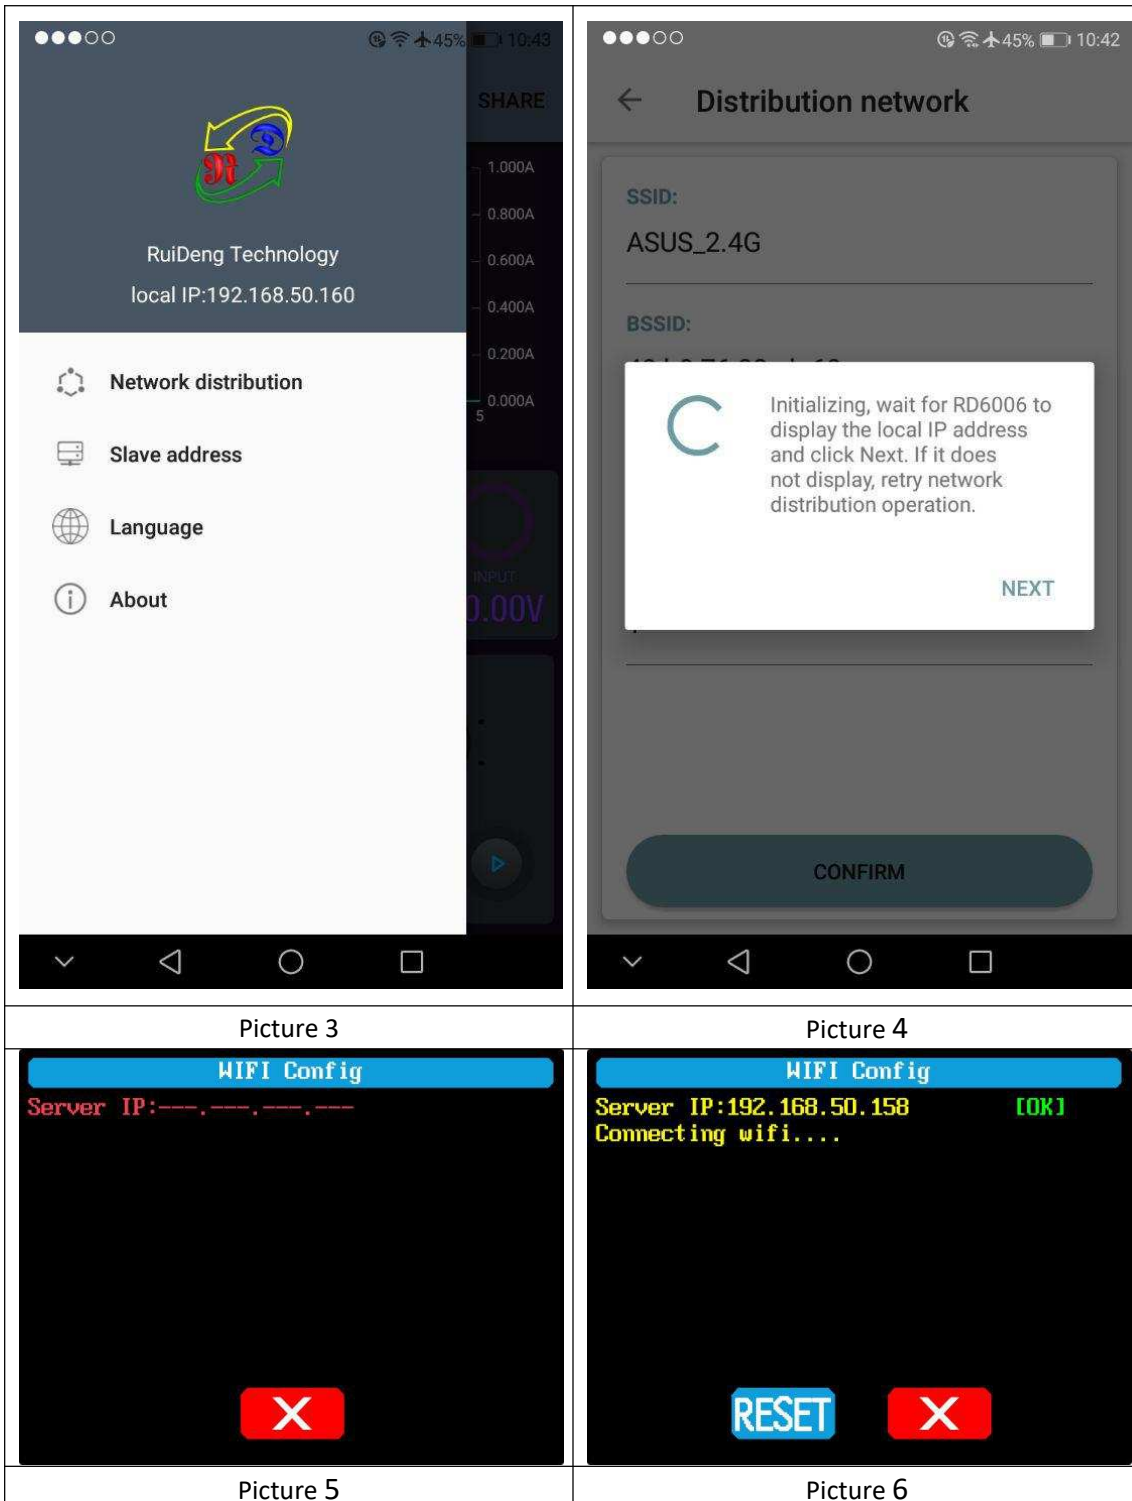 45% 10:43
SHARE
RuiDeng Technology
local IP:192.168.50.160
1.000A
0.800A
0.600A
0.400A
0.200A
0.000A
5
Network distribution
Slave address
Language
About
INPUT
0.00V
Picture 3
45% 10:42
Distribution network
SSID:
ASUS_2.4G
BSSID:
Initializing, wait for RD6006 to
display the local IP address
and click Next. If it does
not display, retry network
distribution operation.
NEXT
CONFIRM
Picture 4
WIFI Config
Server IP:---.---.---.---
X
Picture 5
WIFI Config
Server IP:192.168.50.158 [OK]
Connecting wifi....
RESET X
Picture 6